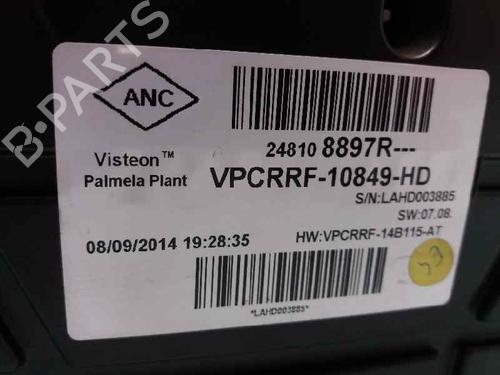 ANC
24810 8897R---
Visteon™
Palmela Plant
VPCRRF-10849-HD
S/N:LAHD003885
SW:07.08.
08/09/2014 19:28:35
HW:VPCRRF-14B115-AT
*LAHD003885*
B-PARTS